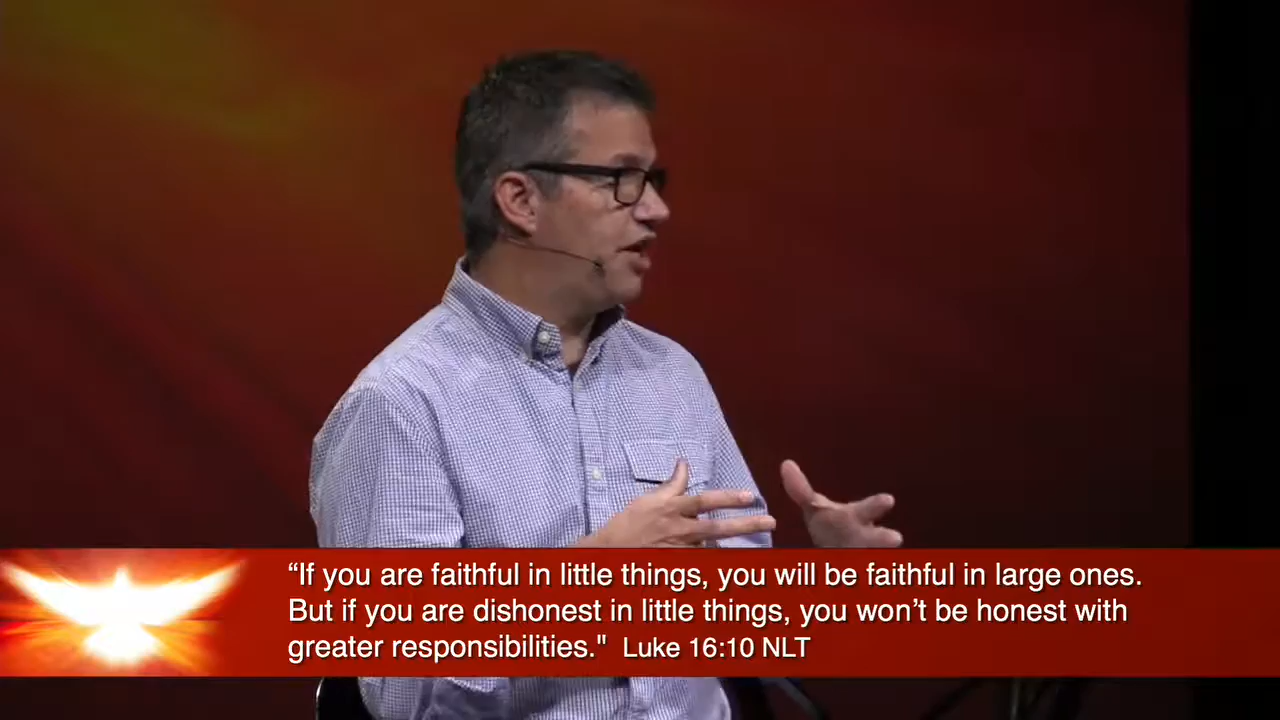 “If you are faithful in little things, you will be faithful in large ones.
But if you are dishonest in little things, you won’t be honest with
greater responsibilities." Luke 16:10 NLT